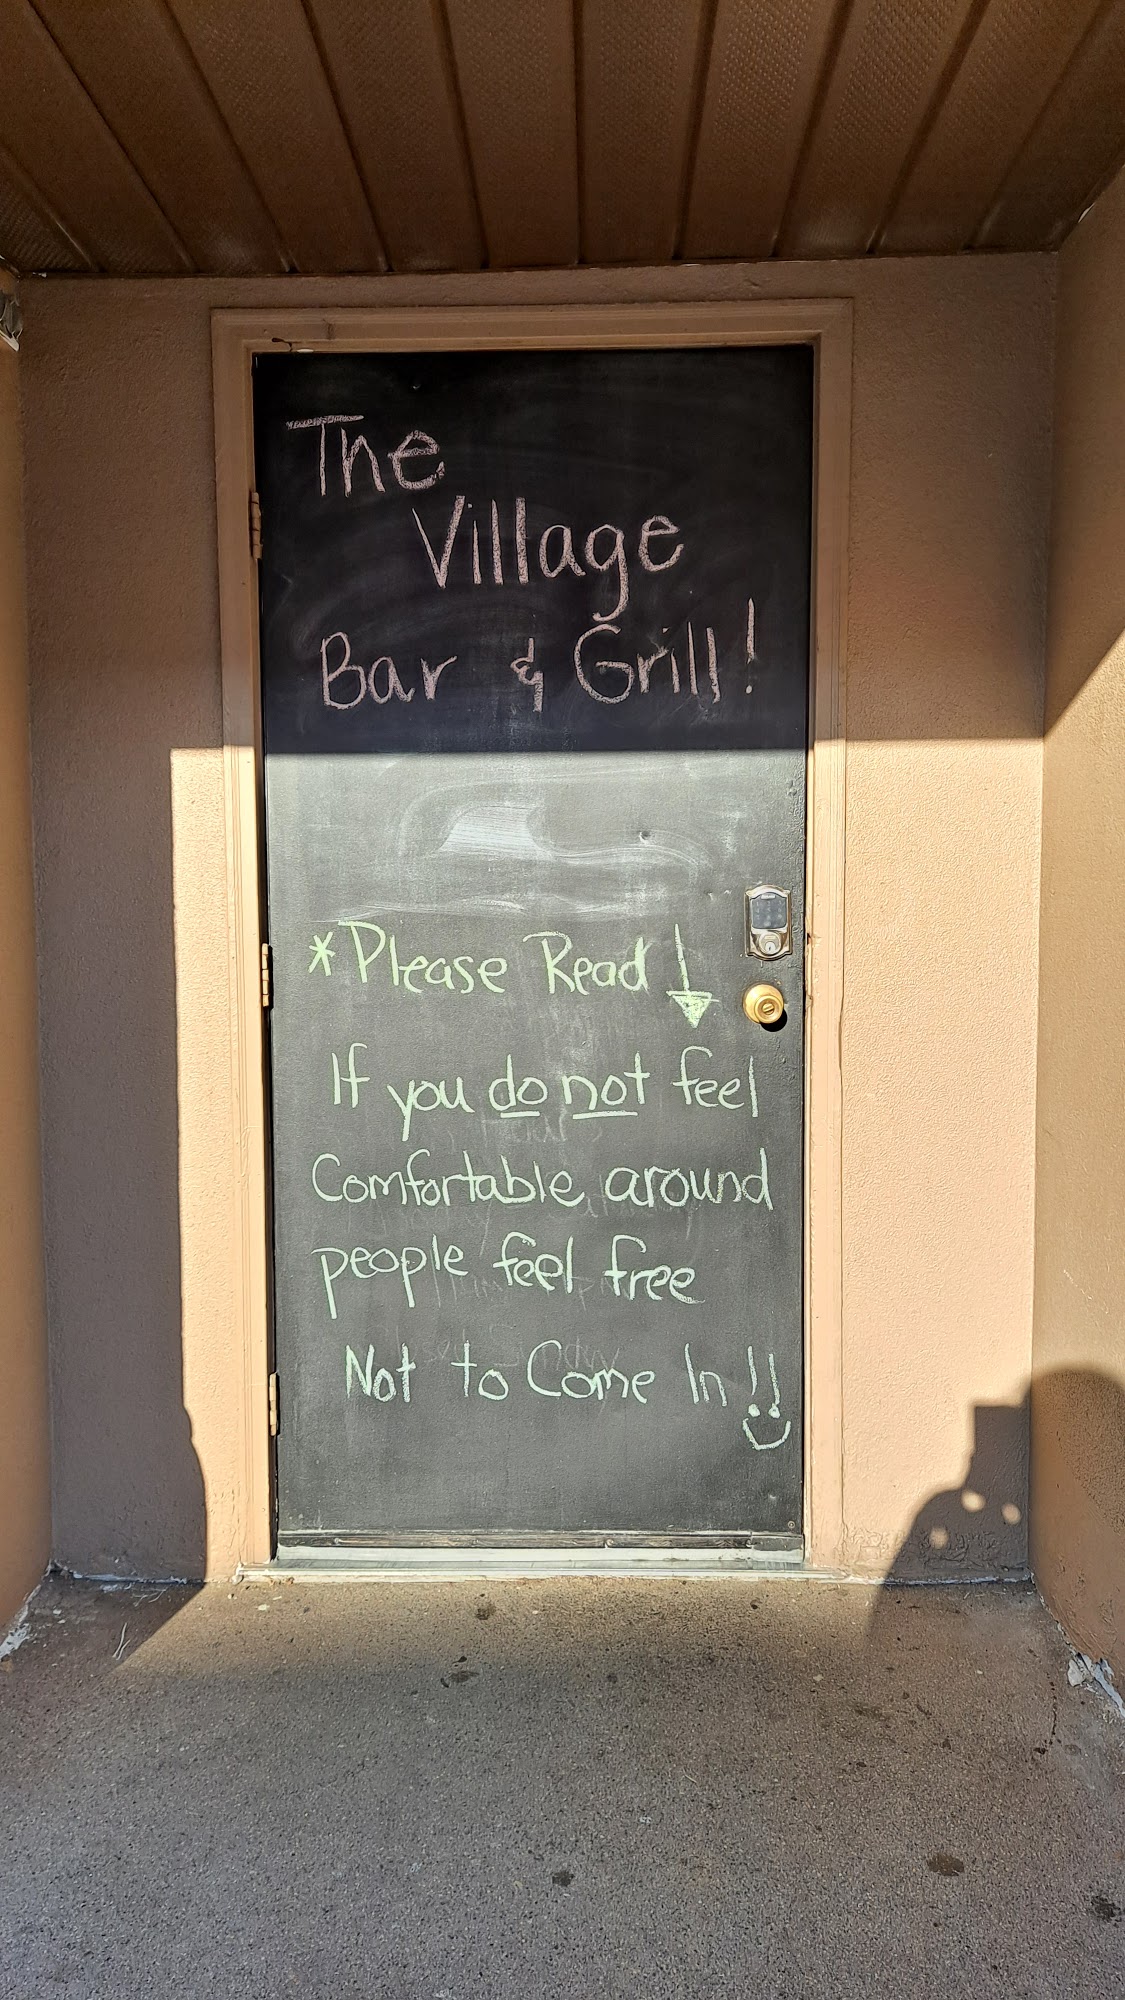 The
Village
Bar & Grill!
*Please Read ↓
If you do not feel
Comfortable around
people feel free
Not to Come In!!